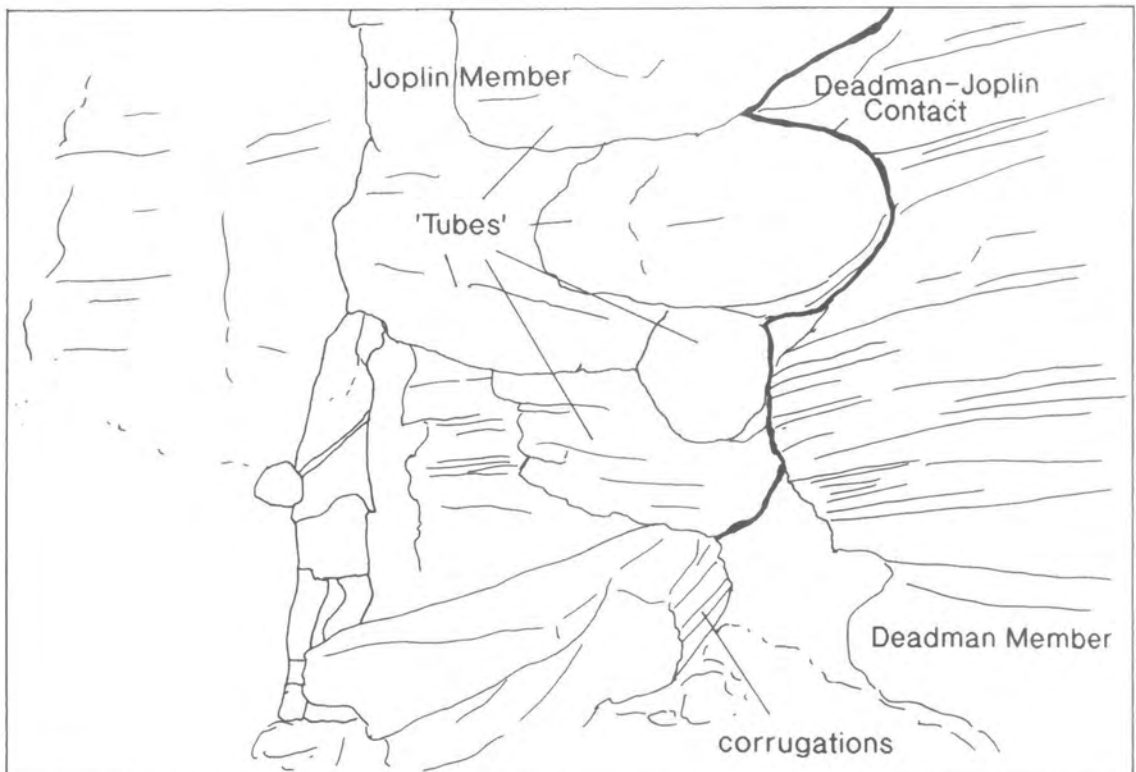 Joplin Member
Deadman-Joplin
Contact
'Tubes'
Deadman Member
corrugations